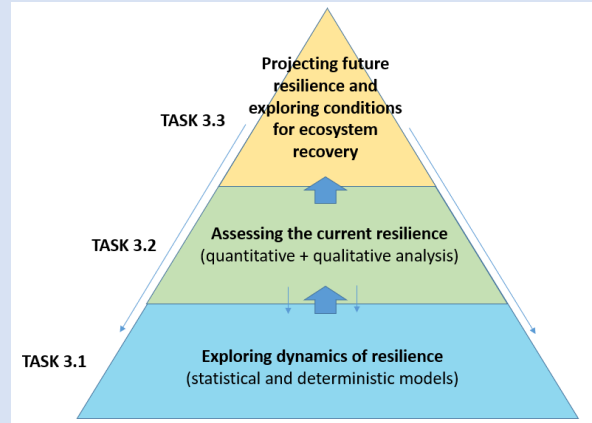 Projecting future
resilience and
exploring conditions
for ecosystem
recovery
TASK 3.3
Assessing the current resilience
(quantitative + qualitative analysis)
TASK 3.2
Exploring dynamics of resilience
(statistical and deterministic models)
TASK 3.1